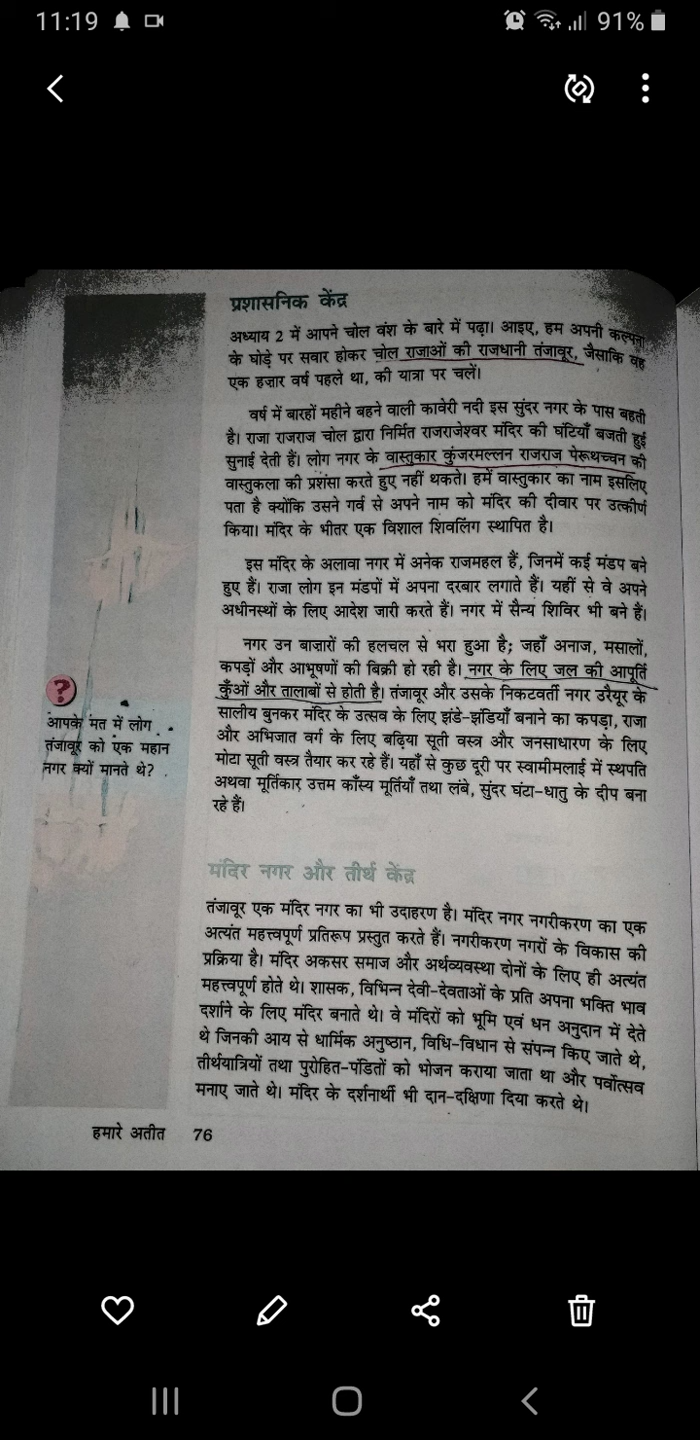 11:19
91%
प्रशासनिक केंद्र
अध्याय 2 में आपने चोल वंश के बारे में पढ़ा। आइए, हम अपनी कल्पना
के घोड़े पर सवार होकर चोल राजाओं की राजधानी तंजावूर, जैसाकि वह
एक हज़ार वर्ष पहले था, की यात्रा पर चलें।
वर्ष में बारहों महीने बहने वाली कावेरी नदी इस सुंदर नगर के पास बहती
है। राजा राजराज चोल द्वारा निर्मित राजराजेश्वर मंदिर की घंटियाँ बजती हुई
सुनाई देती हैं। लोग नगर के वास्तुकार कुंजरमल्लन राजराज पेरूथच्चन की
वास्तुकला की प्रशंसा करते हुए नहीं थकते। हमें वास्तुकार का नाम इसलिए
पता है क्योंकि उसने गर्व से अपने नाम को मंदिर की दीवार पर उत्कीर्ण
किया। मंदिर के भीतर एक विशाल शिवलिंग स्थापित है।
इस मंदिर के अलावा नगर में अनेक राजमहल हैं, जिनमें कई मंडप बने
हुए हैं। राजा लोग इन मंडपों में अपना दरबार लगाते हैं। यहीं से वे अपने
अधीनस्थों के लिए आदेश जारी करते हैं। नगर में सैन्य शिविर भी बने हैं।
नगर उन बाज़ारों की हलचल से भरा हुआ है; जहाँ अनाज, मसालों,
कपड़ों और आभूषणों की बिक्री हो रही है। नगर के लिए जल की आपूर्ति
कुँओं और तालाबों से होती है। तंजावूर और उसके निकटवर्ती नगर उरैयूर के
सालीय बुनकर मंदिर के उत्सव के लिए झंडे-झंडियाँ बनाने का कपड़ा, राजा
और अभिजात वर्ग के लिए बढ़िया सूती वस्त्र और जनसाधारण के लिए
मोटा सूती वस्त्र तैयार कर रहे हैं। यहाँ से कुछ दूरी पर स्वामीमलाई में स्थपति
अथवा मूर्तिकार उत्तम काँस्य मूर्तियाँ तथा लंबे, सुंदर घंटा-धातु के दीप बना
रहे हैं।
?
आपके मत में लोग
तंजावूर को एक महान
नगर क्यों मानते थे?
मंदिर नगर और तीर्थ केंद्र
तंजावूर एक मंदिर नगर का भी उदाहरण है। मंदिर नगर नगरीकरण का एक
अत्यंत महत्त्वपूर्ण प्रतिरूप प्रस्तुत करते हैं। नगरीकरण नगरों के विकास की
प्रक्रिया है। मंदिर अकसर समाज और अर्थव्यवस्था दोनों के लिए ही अत्यंत
महत्त्वपूर्ण होते थे। शासक, विभिन्न देवी-देवताओं के प्रति अपना भक्ति भाव
दर्शाने के लिए मंदिर बनाते थे। वे मंदिरों को भूमि एवं धन अनुदान में देते
थे जिनकी आय से धार्मिक अनुष्ठान, विधि-विधान से संपन्न किए जाते थे,
तीर्थयात्रियों तथा पुरोहित-पंडितों को भोजन कराया जाता था और पर्वोत्सव
मनाए जाते थे। मंदिर के दर्शनार्थी भी दान-दक्षिणा दिया करते थे।
हमारे अतीत 76